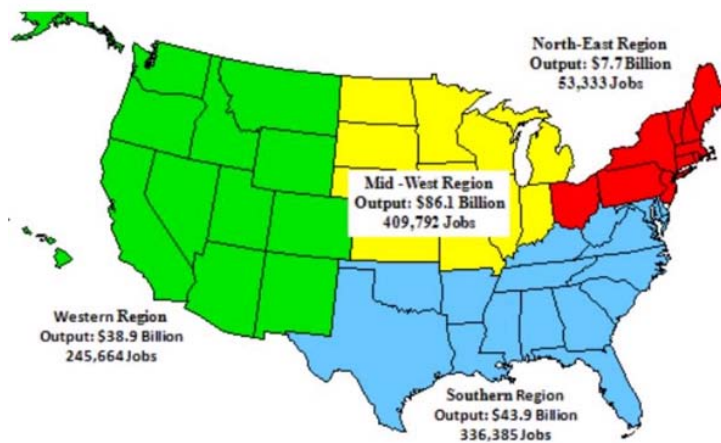 North-East Region
Output: $7.7 Billion
53,333 Jobs
Mid -West Region
Output: $86.1 Billion
409,792 Jobs
Western Region
Output: $38.9 Billion
245,664 Jobs
Southern Region
Output: $43.9 Billion
336,385 Jobs